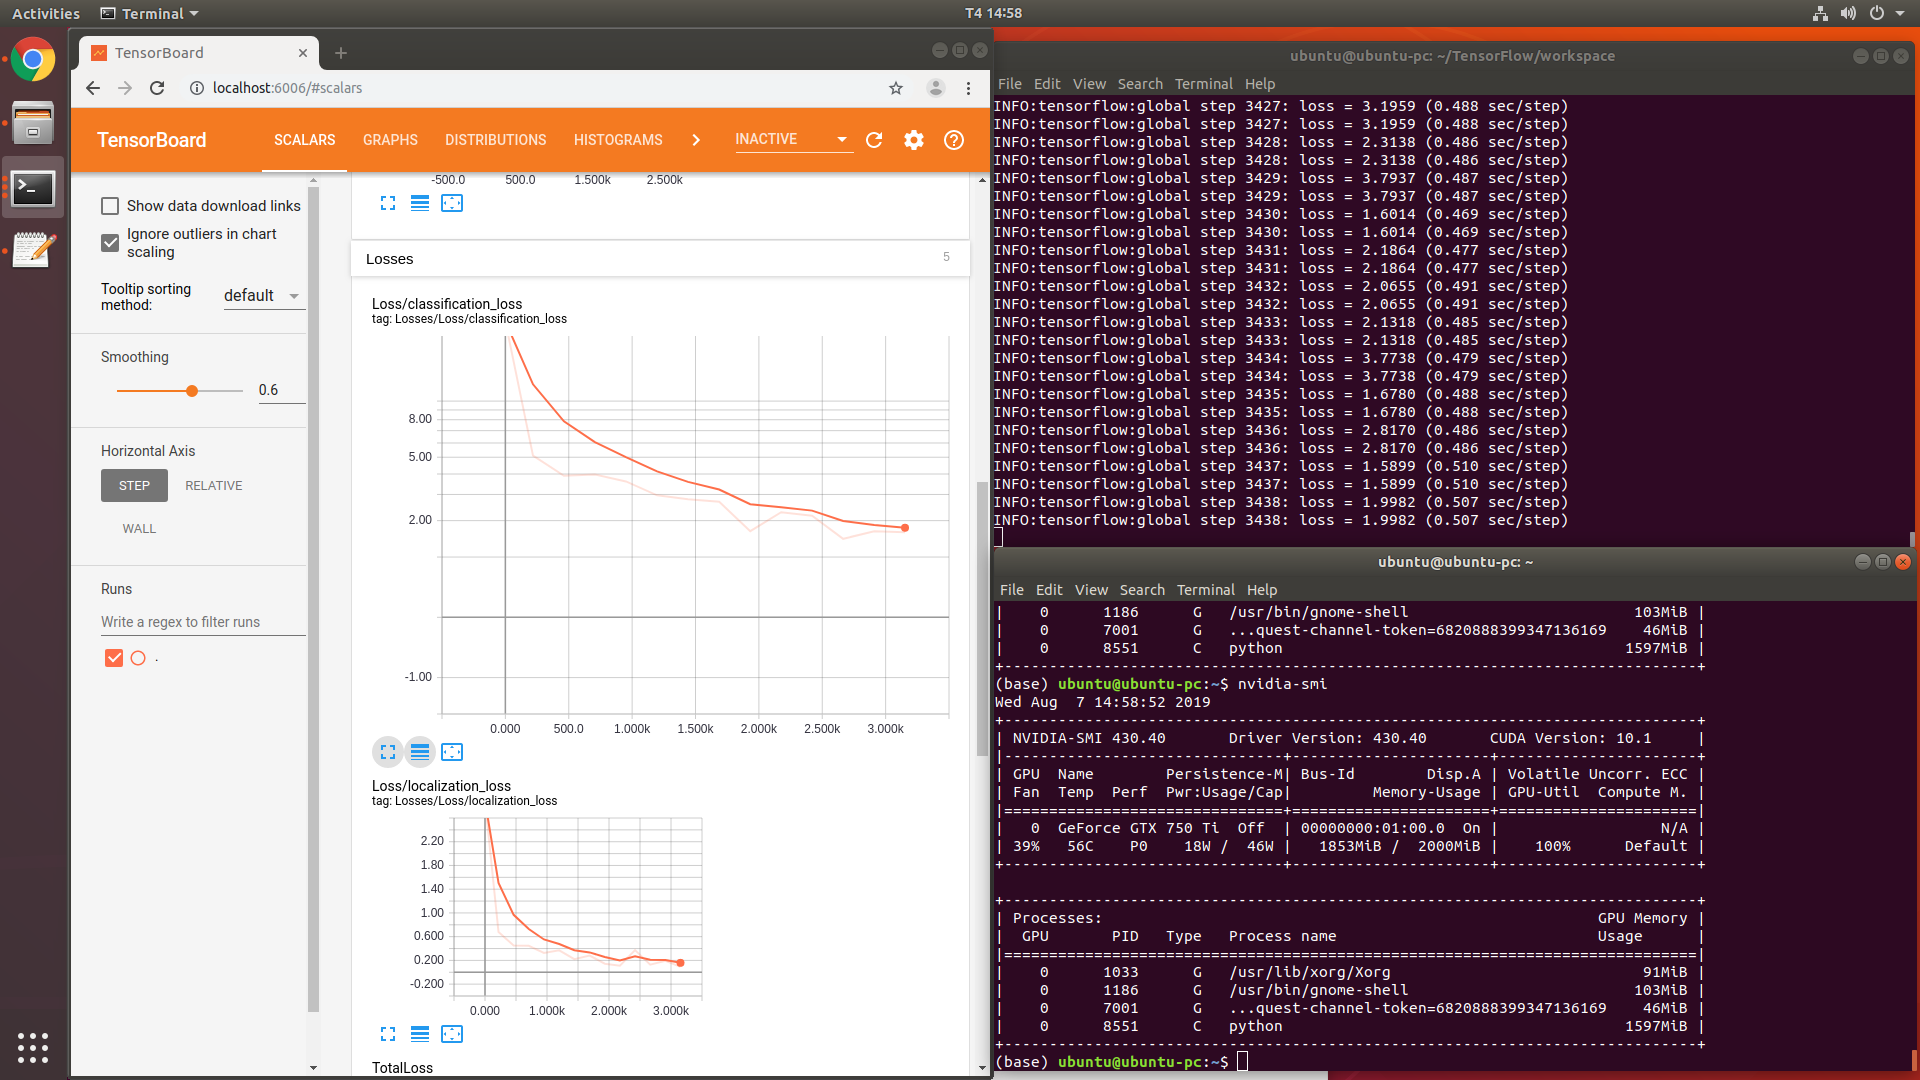 Activities Terminal T4 14:58
TensorBoard
localhost:6006/#scalars
TensorBoard SCALARS GRAPHS DISTRIBUTIONS HISTOGRAMS INACTIVE
Show data download links
Ignore outliers in chart
scaling
Tooltip sorting
method: default
Smoothing
0.6
Horizontal Axis
STEP RELATIVE
WALL
Runs
Write a regex to filter runs
.
-500.0 500.0 1.500k 2.500k
Losses 5
Loss/classification_loss
tag: Losses/Loss/classification_loss
8.00
5.00
2.00
-1.00
0.000 500.0 1.000k 1.500k 2.000k 2.500k 3.000k
Loss/localization_loss
tag: Losses/Loss/localization_loss
2.20
1.80
1.40
1.00
0.600
0.200
-0.200
0.000 1.000k 2.000k 3.000k
TotalLoss
ubuntu@ubuntu-pc: ~/TensorFlow/workspace
File Edit View Search Terminal Help
INFO:tensorflow:global step 3427: loss = 3.1959 (0.488 sec/step)
INFO:tensorflow:global step 3427: loss = 3.1959 (0.488 sec/step)
INFO:tensorflow:global step 3428: loss = 2.3138 (0.486 sec/step)
INFO:tensorflow:global step 3428: loss = 2.3138 (0.486 sec/step)
INFO:tensorflow:global step 3429: loss = 3.7937 (0.487 sec/step)
INFO:tensorflow:global step 3429: loss = 3.7937 (0.487 sec/step)
INFO:tensorflow:global step 3430: loss = 1.6014 (0.469 sec/step)
INFO:tensorflow:global step 3430: loss = 1.6014 (0.469 sec/step)
INFO:tensorflow:global step 3431: loss = 2.1864 (0.477 sec/step)
INFO:tensorflow:global step 3431: loss = 2.1864 (0.477 sec/step)
INFO:tensorflow:global step 3432: loss = 2.0655 (0.491 sec/step)
INFO:tensorflow:global step 3432: loss = 2.0655 (0.491 sec/step)
INFO:tensorflow:global step 3433: loss = 2.1318 (0.485 sec/step)
INFO:tensorflow:global step 3433: loss = 2.1318 (0.485 sec/step)
INFO:tensorflow:global step 3434: loss = 3.7738 (0.479 sec/step)
INFO:tensorflow:global step 3434: loss = 3.7738 (0.479 sec/step)
INFO:tensorflow:global step 3435: loss = 1.6780 (0.488 sec/step)
INFO:tensorflow:global step 3435: loss = 1.6780 (0.488 sec/step)
INFO:tensorflow:global step 3436: loss = 2.8170 (0.486 sec/step)
INFO:tensorflow:global step 3436: loss = 2.8170 (0.486 sec/step)
INFO:tensorflow:global step 3437: loss = 1.5899 (0.510 sec/step)
INFO:tensorflow:global step 3437: loss = 1.5899 (0.510 sec/step)
INFO:tensorflow:global step 3438: loss = 1.9982 (0.507 sec/step)
INFO:tensorflow:global step 3438: loss = 1.9982 (0.507 sec/step)
ubuntu@ubuntu-pc: ~
File Edit View Search Terminal Help
| 0 1186 G /usr/bin/gnome-shell 103MiB |
| 0 7001 G ...quest-channel-token=6820888399347136169 46MiB |
| 0 8551 C python 1597MiB |
+-----------------------------------------------------------------------------+
(base) ubuntu@ubuntu-pc:~$ nvidia-smi
Wed Aug 7 14:58:52 2019
+-----------------------------------------------------------------------------+
| NVIDIA-SMI 430.40 Driver Version: 430.40 CUDA Version: 10.1 |
|-------------------------------+----------------------+----------------------+
| GPU Name Persistence-M| Bus-Id Disp.A | Volatile Uncorr. ECC |
| Fan Temp Perf Pwr:Usage/Cap| Memory-Usage | GPU-Util Compute M. |
|===============================+======================+======================|
| 0 GeForce GTX 750 Ti Off | 00000000:01:00.0 On | N/A |
| 39% 56C P0 18W / 46W | 1853MiB / 2000MiB | 100% Default |
+-------------------------------+----------------------+----------------------+
+-----------------------------------------------------------------------------+
| Processes: GPU Memory |
| GPU PID Type Process name Usage |
|=============================================================================|
| 0 1033 G /usr/lib/xorg/Xorg 91MiB |
| 0 1186 G /usr/bin/gnome-shell 103MiB |
| 0 7001 G ...quest-channel-token=6820888399347136169 46MiB |
| 0 8551 C python 1597MiB |
+-----------------------------------------------------------------------------+
(base) ubuntu@ubuntu-pc:~$